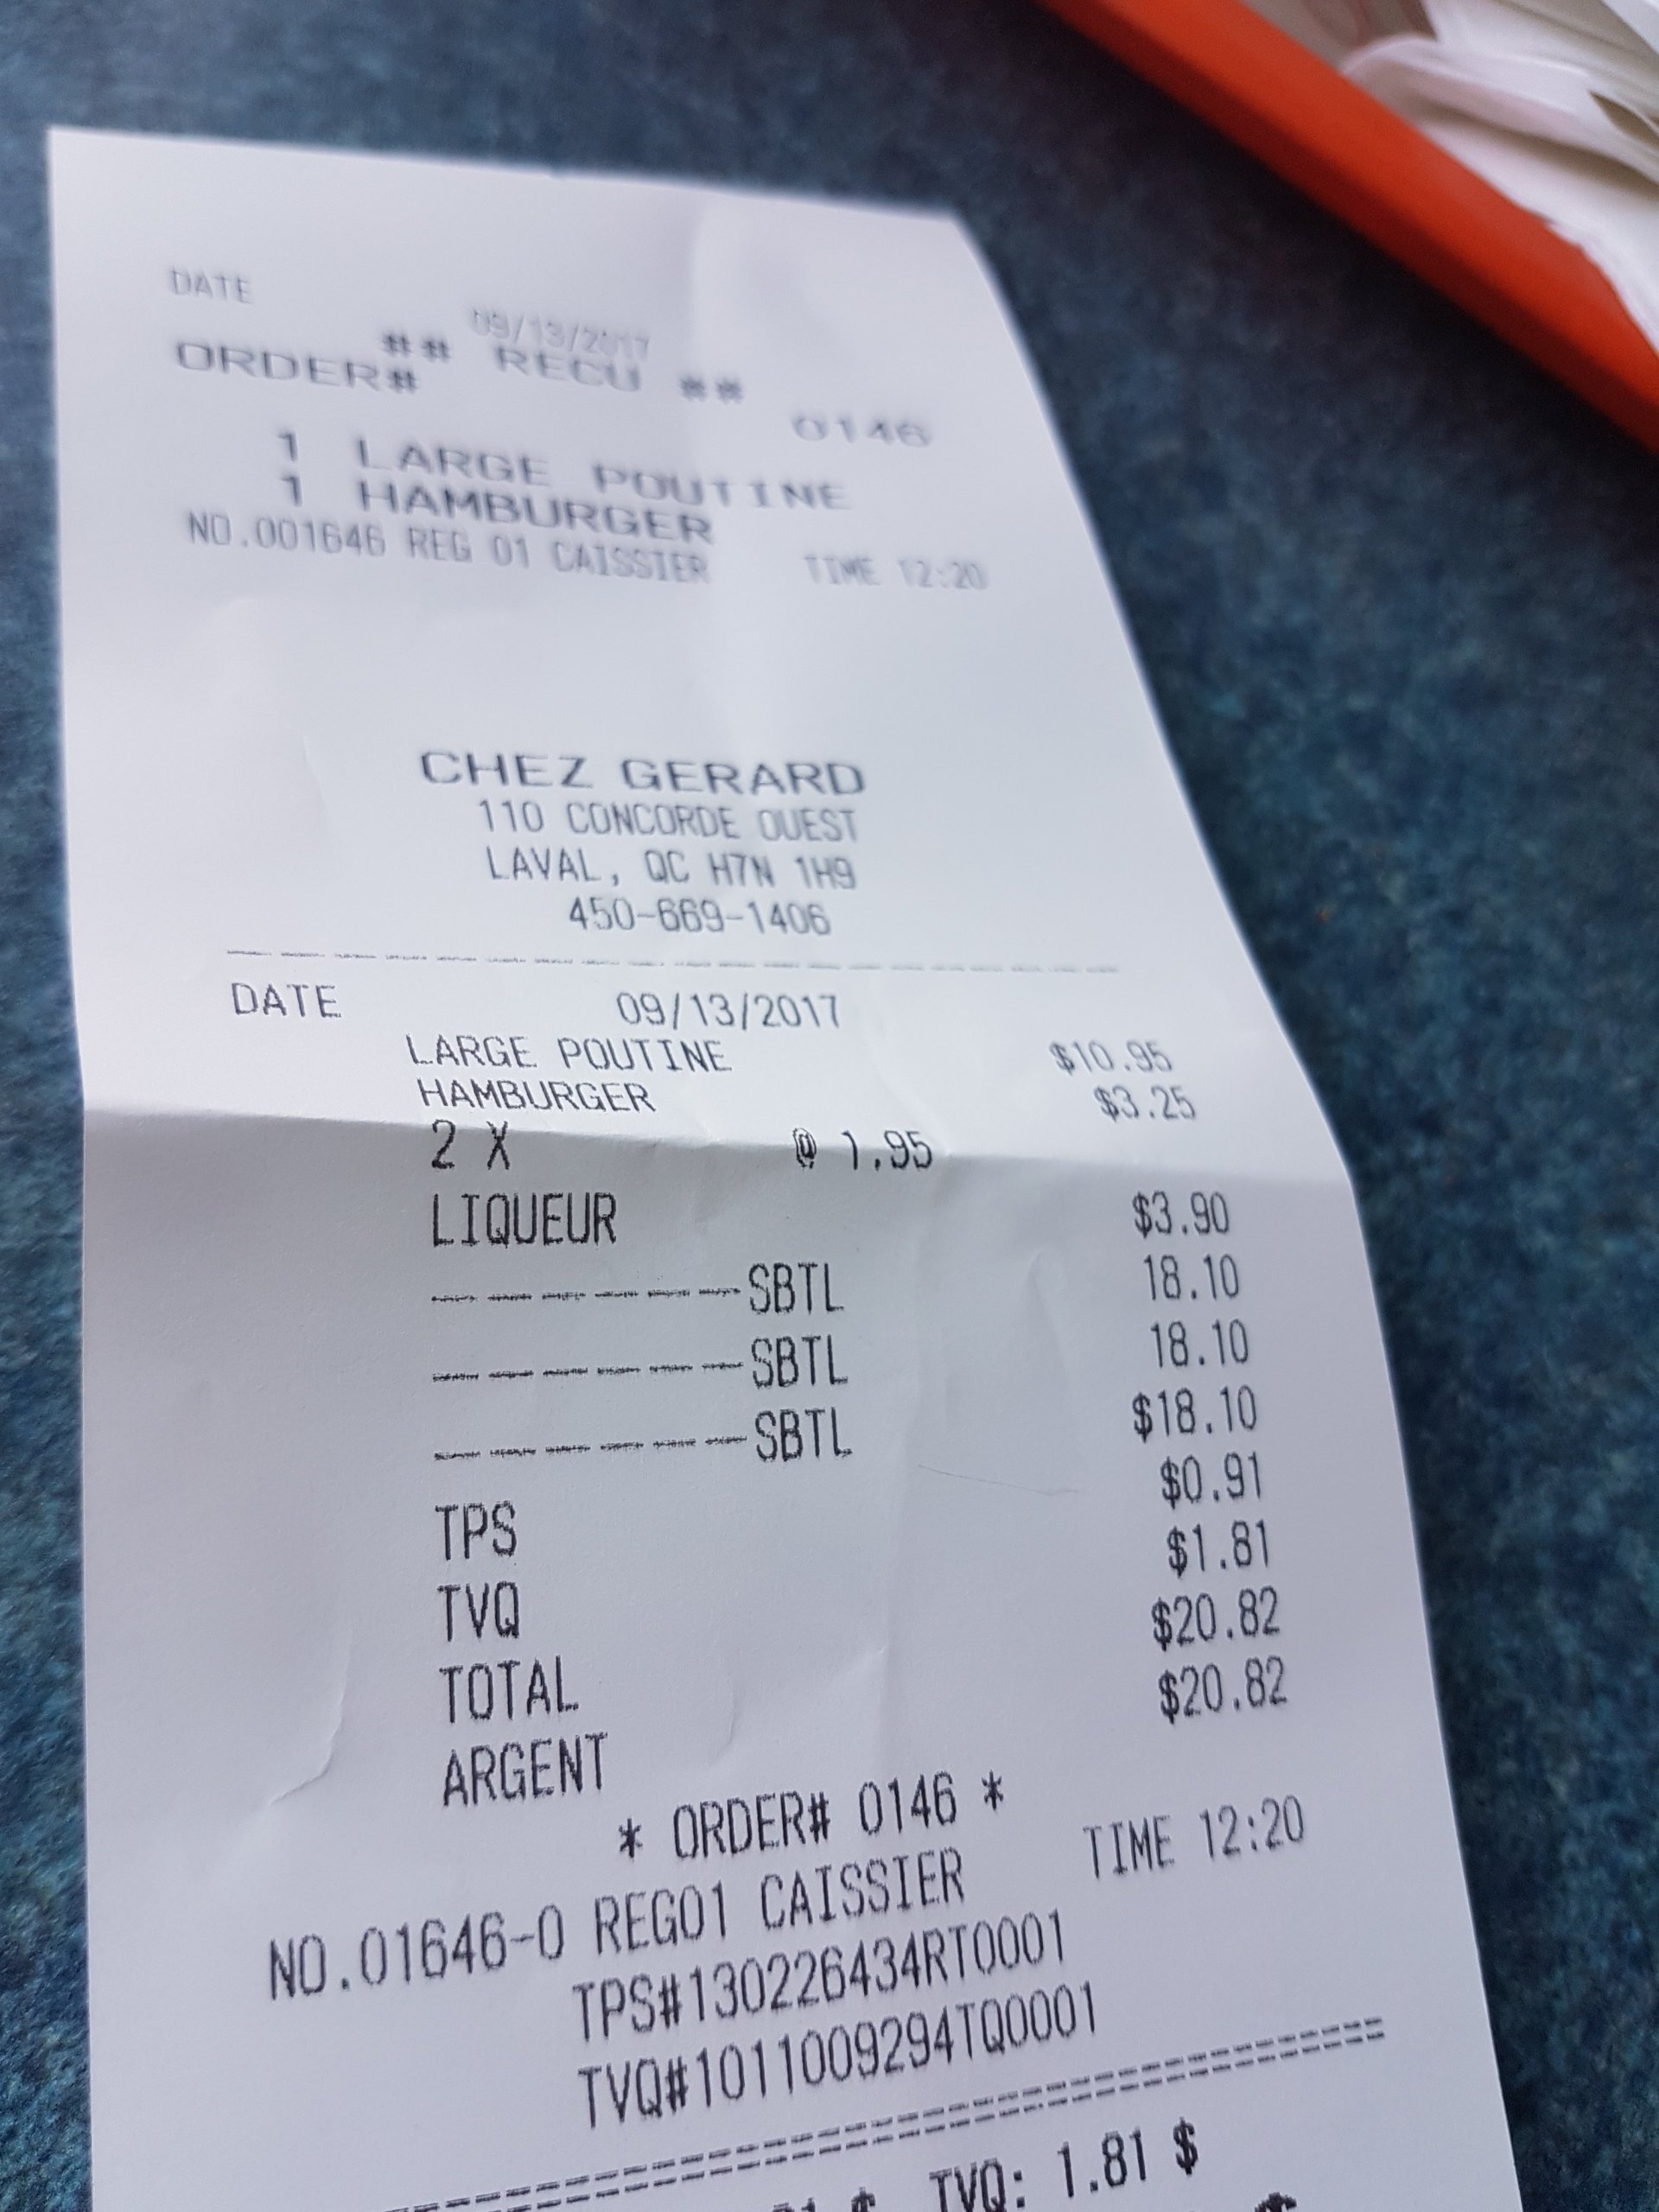 DATE 09/13/2017
## RECU **
ORDER# 0146
1 LARGE POUTINE
1 HAMBURGER
NO.001646 REG 01 CAISSIER TIME 12:20
CHEZ GERARD
110 CONCORDE OUEST
LAVAL, QC H7N 1H9
450-669-1406
DATE 09/13/2017
LARGE POUTINE $10.95
HAMBURGER $3.25
2 X @ 1.95
LIQUEUR $3.90
--------SBTL 18.10
--------SBTL 18.10
--------SBTL $18.10
TPS $0.91
TVQ $1.81
TOTAL $20.82
ARGENT $20.82
* ORDER# 0146 *
NO.01646-0 REG01 CAISSIER TIME 12:20
TPS#130226434RT0001
TVQ#1011009294TQ0001
TVQ: 1.81 $